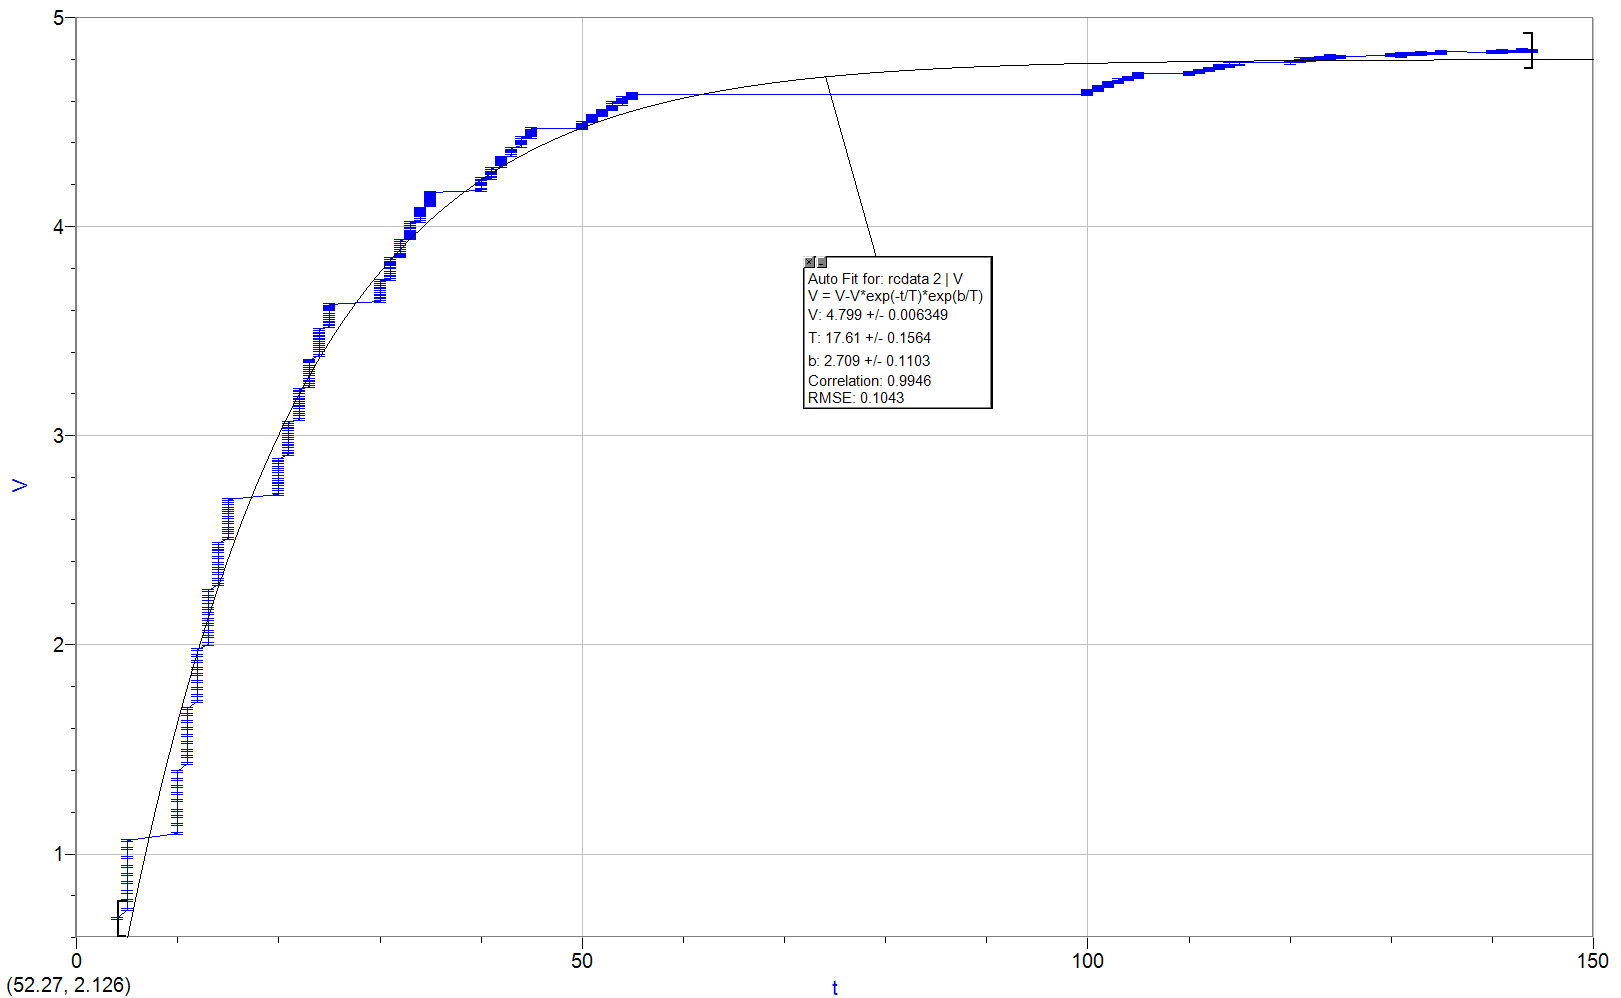 5
4
3
2
1
V
Auto Fit for: rcdata 2 | V
V = V-V*exp(-t/T)*exp(b/T)
V: 4.799 +/- 0.006349
T: 17.61 +/- 0.1564
b: 2.709 +/- 0.1103
Correlation: 0.9946
RMSE: 0.1043
0 50 100 150
(52.27, 2.126)
t